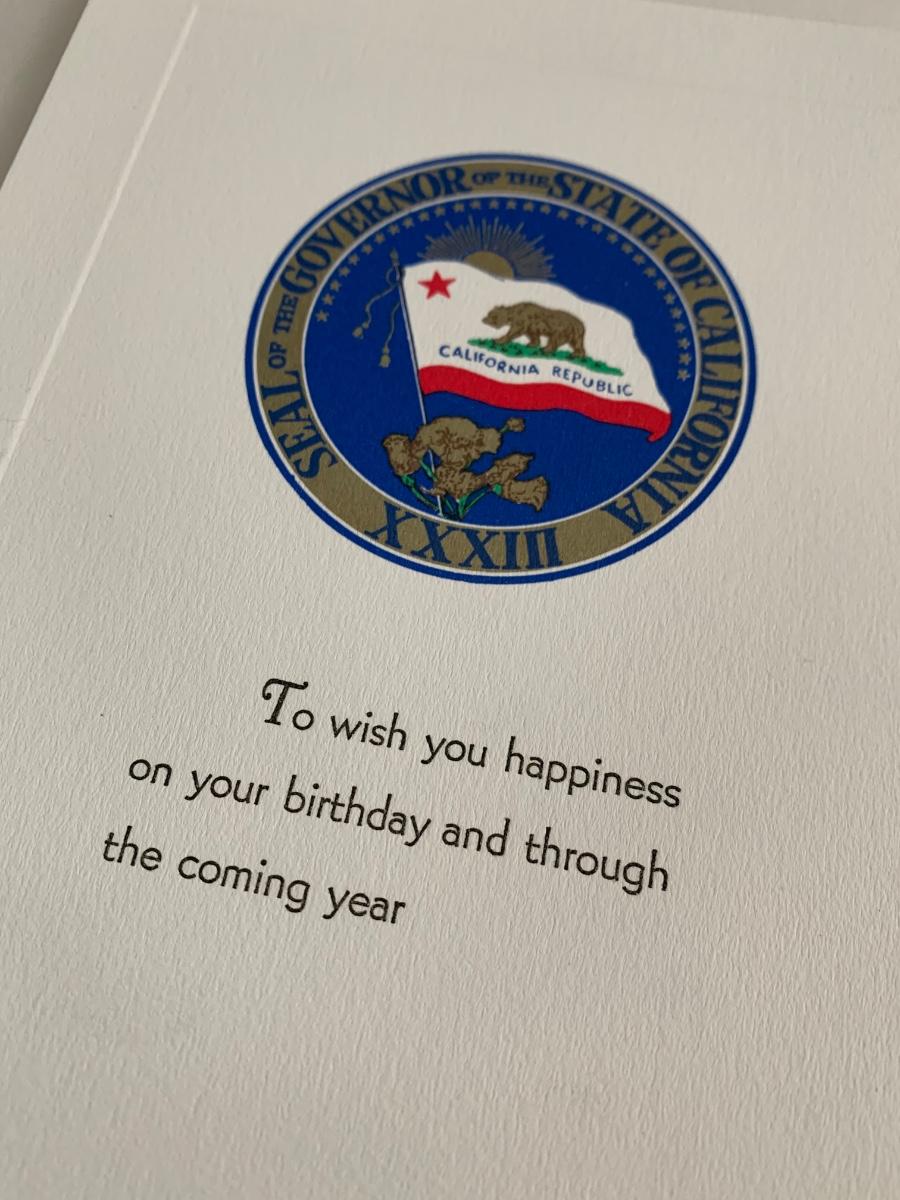 SEAL OF THE GOVERNOR OF THE STATE OF CALIFORNIA
CALIFORNIA REPUBLIC
XXXIII
To wish you happiness
on your birthday and through
the coming year